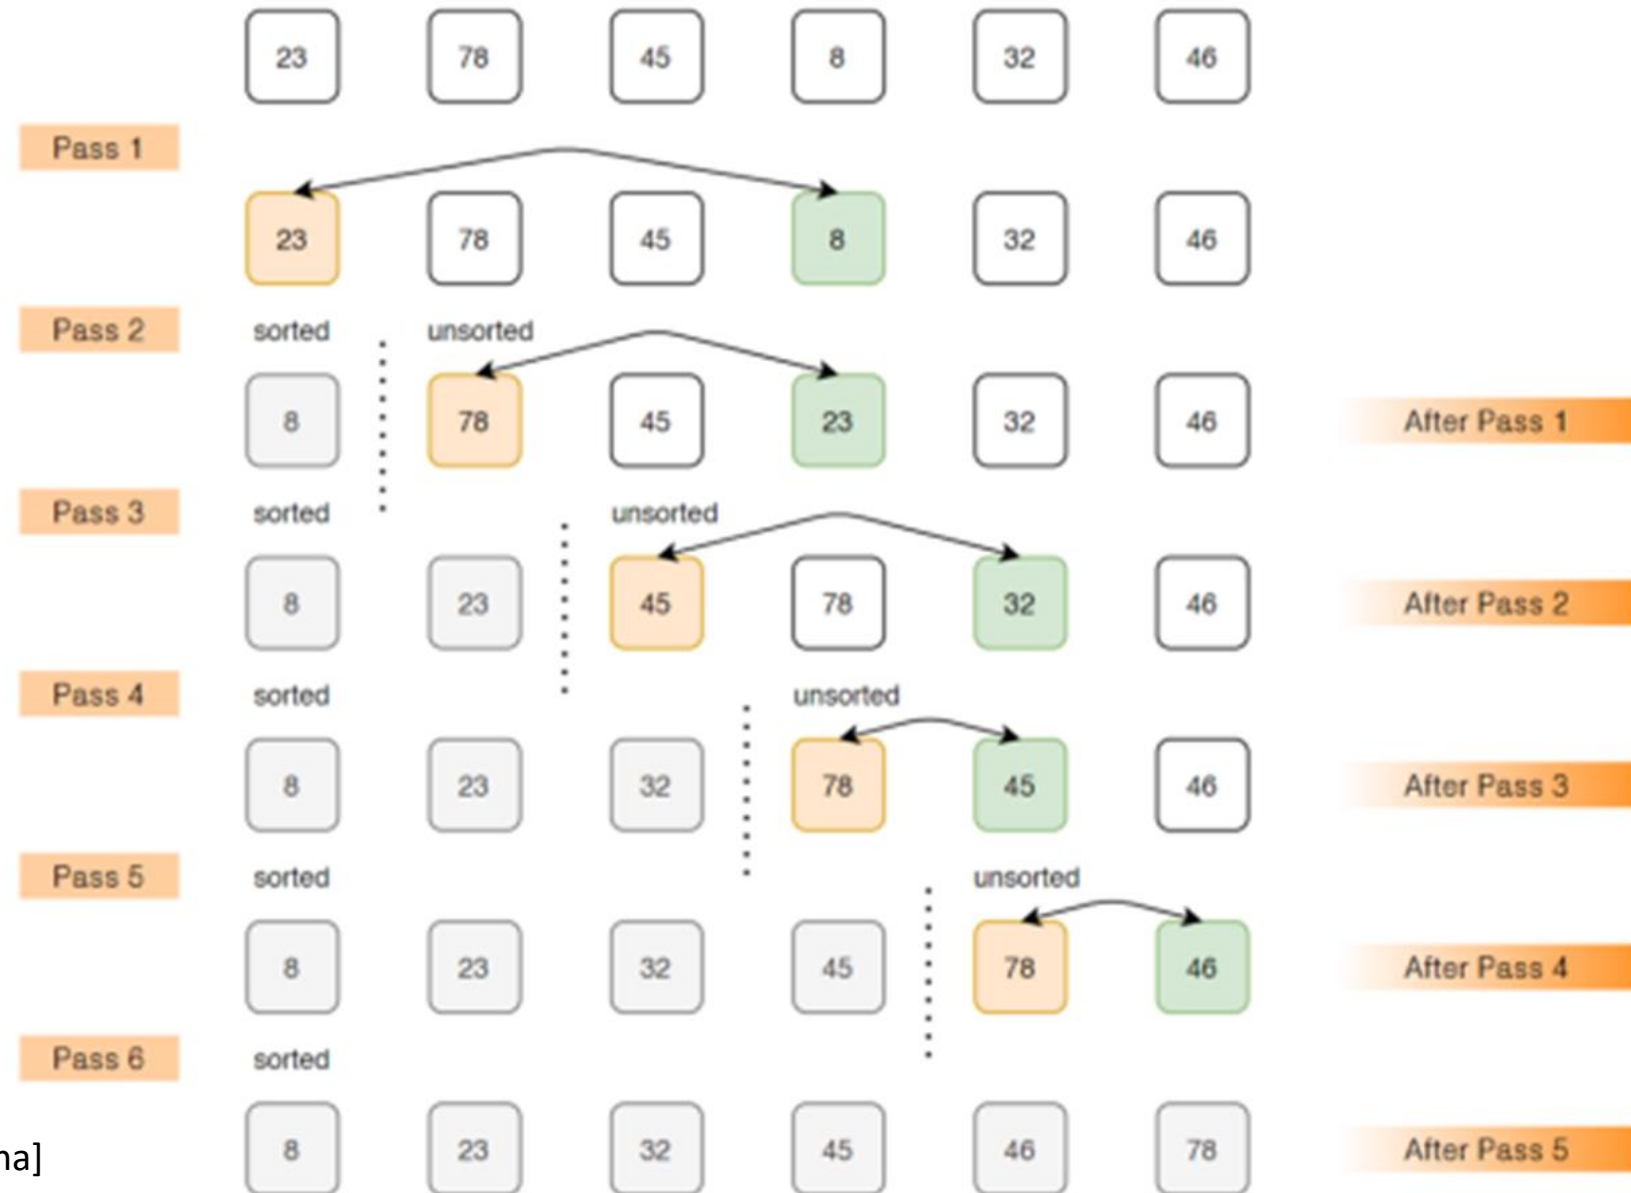 23 78 45 8 32 46
Pass 1
23 78 45 8 32 46
Pass 2 sorted unsorted
8 78 45 23 32 46 After Pass 1
Pass 3 sorted unsorted
8 23 45 78 32 46 After Pass 2
Pass 4 sorted unsorted
8 23 32 78 45 46 After Pass 3
Pass 5 sorted unsorted
8 23 32 45 78 46 After Pass 4
Pass 6 sorted
8 23 32 45 46 78 After Pass 5